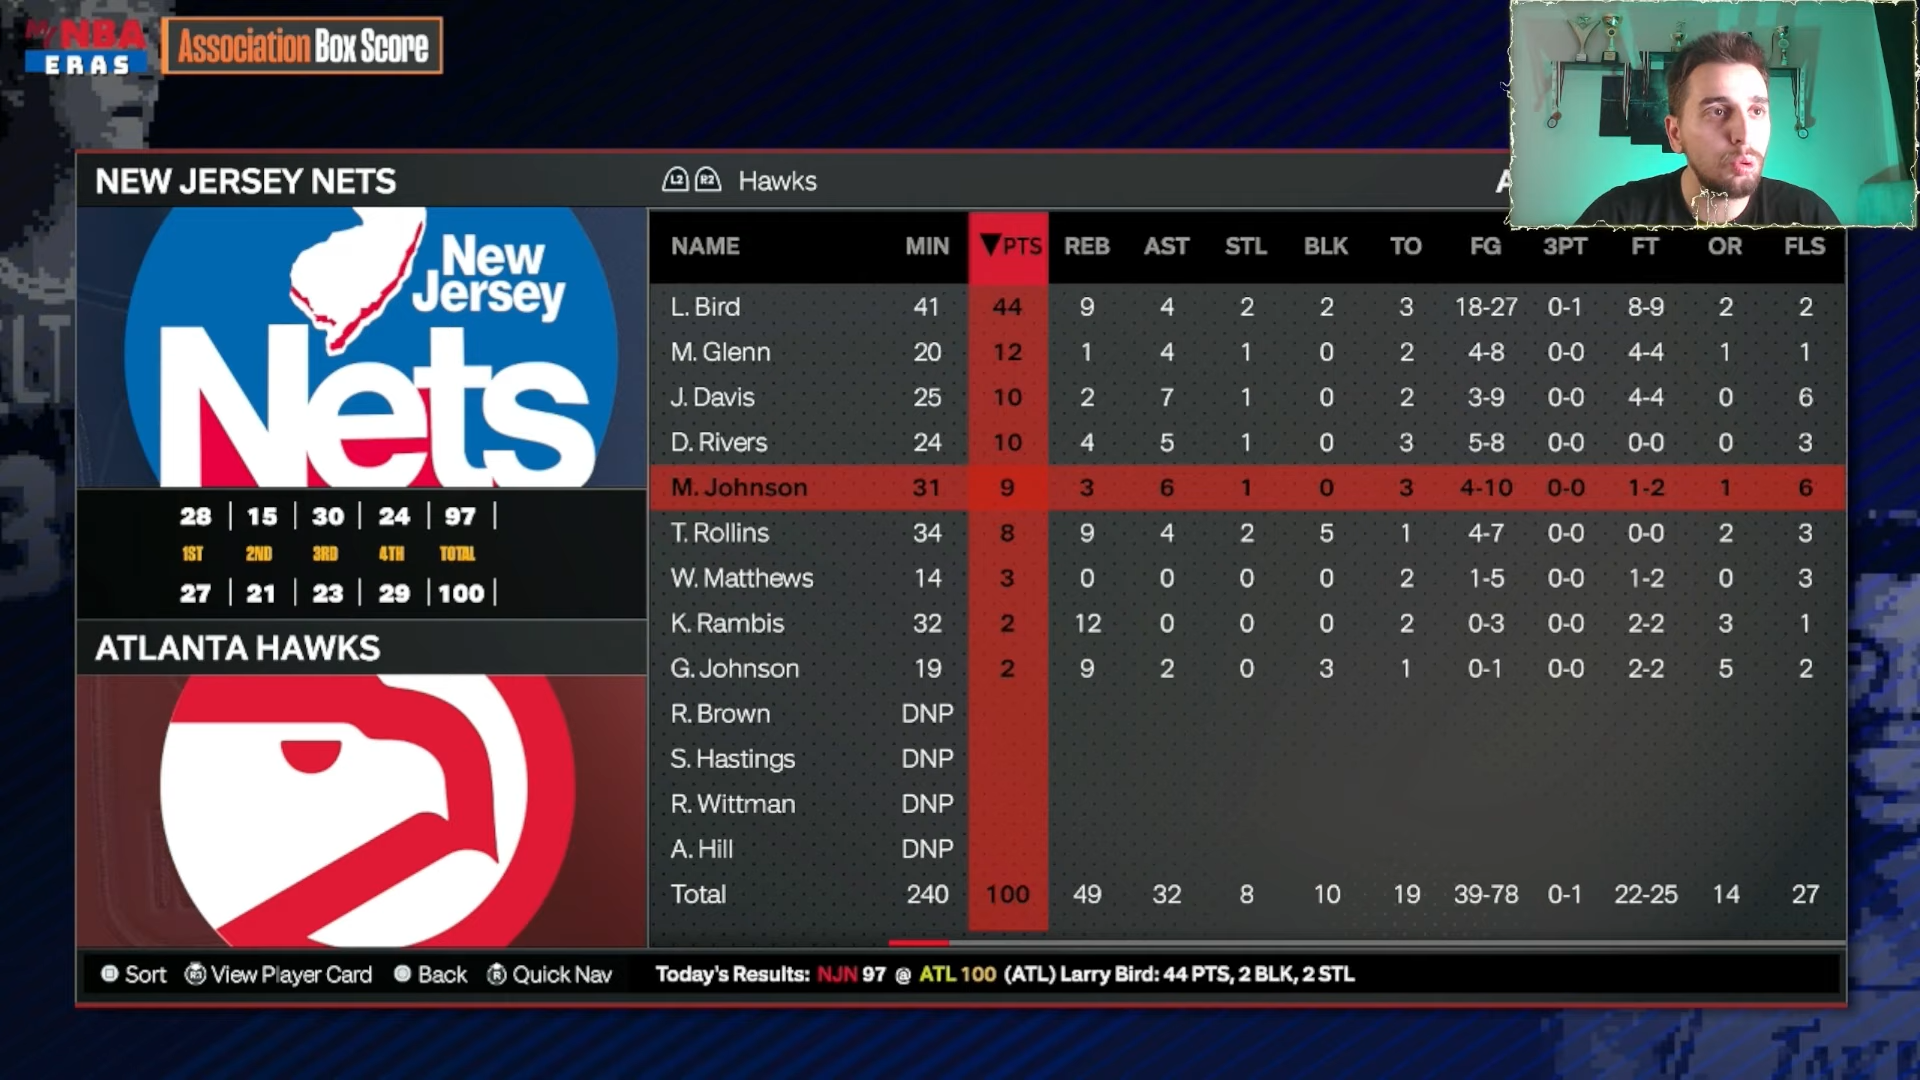 My NBA
ERAS
Association Box Score
NEW JERSEY NETS
L2 R2 Hawks
New
Jersey
Nets
28 | 15 | 30 | 24 | 97 |
1ST 2ND 3RD 4TH TOTAL
27 | 21 | 23 | 29 | 100 |
ATLANTA HAWKS
NAME MIN ▼PTS REB AST STL BLK TO FG 3PT FT OR FLS
L. Bird 41 44 9 4 2 2 3 18-27 0-1 8-9 2 2
M. Glenn 20 12 1 4 1 0 2 4-8 0-0 4-4 1 1
J. Davis 25 10 2 7 1 0 2 3-9 0-0 4-4 0 6
D. Rivers 24 10 4 5 1 0 3 5-8 0-0 0-0 0 3
M. Johnson 31 9 3 6 1 0 3 4-10 0-0 1-2 1 6
T. Rollins 34 8 9 4 2 5 1 4-7 0-0 0-0 2 3
W. Matthews 14 3 0 0 0 0 2 1-5 0-0 1-2 0 3
K. Rambis 32 2 12 0 0 0 2 0-3 0-0 2-2 3 1
G. Johnson 19 2 9 2 0 3 1 0-1 0-0 2-2 5 2
R. Brown DNP
S. Hastings DNP
R. Wittman DNP
A. Hill DNP
Total 240 100 49 32 8 10 19 39-78 0-1 22-25 14 27
Sort R3 View Player Card Back R Quick Nav
Today's Results: NJN 97 @ ATL 100 (ATL) Larry Bird: 44 PTS, 2 BLK, 2 STL